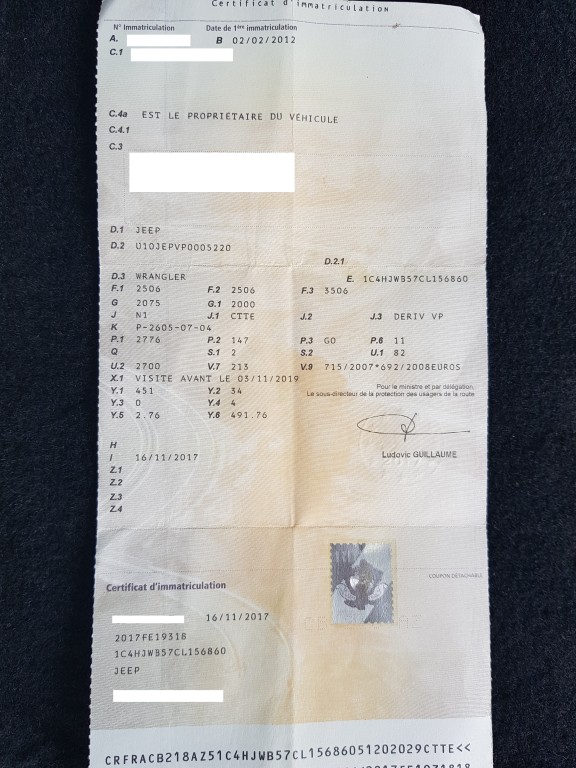 Certificat d'immatriculation
N° Immatriculation Date de 1ère immatriculation
A. B 02/02/2012
C.1
C.4a EST LE PROPRIETAIRE DU VÉHICULE
C.4.1
C.3
D.1 JEEP
D.2 U10JEPVP0005220
D.2.1
D.3 WRANGLER E. 1C4HJWB57CL156860
F.1 2506 F.2 2506 F.3 3506
G 2075 G.1 2000
J N1 J.1 CTTE J.2 J.3 DERIV VP
K P-2605-07-04
P.1 2776 P.2 147 P.3 GO P.6 11
Q S.1 2 S.2 U.1 82
U.2 2700 V.7 213 V.9 715/2007*692/2008EURO5
X.1 VISITE AVANT LE 03/11/2019
Pour le ministre et par délégation,
Y.1 451 Y.2 34 Le sous-directeur de la protection des usagers de la route
Y.3 0 Y.4 4
Y.5 2.76 Y.6 491.76
H
I 16/11/2017 Ludovic GUILLAUME
Z.1
Z.2
Z.3
Z.4
COUPON DÉTACHABLE
Certificat d'immatriculation
16/11/2017
2017FE19318
1C4HJWB57CL156860
JEEP
CRFRACB218AZ51C4HJWB57CL15686051202029CTTE<<